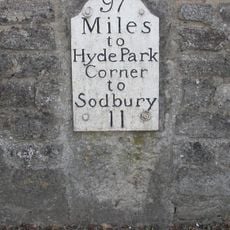 97
Miles
to
Hyde Park
Corner
to
Sodbury
11